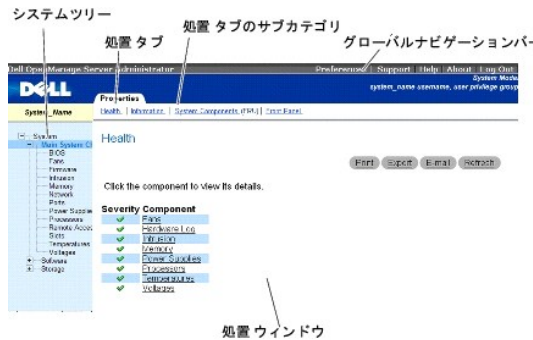 システムツリー
処置 タブ
処置 タブのサブカテゴリ
グローバルナビゲーションバー
Dell OpenManage Server Administrator
Preferences | Support | Help | About | Log Out
System Model
system_name username, user privilege group
DELL
Properties
System_Name
Health | Information | System Components (FRU) | Front Panel
System
Main System Ch
BIOS
Fans
Firmware
Intrusion
Memory
Network
Ports
Power Supplie
Processors
Remote Acces
Slots
Temperatures
Voltages
Software
Storage
Health
Print Export E-mail Refresh
Click the component to view its details.
Severity Component
Fans
Hardware Log
Intrusion
Memory
Power Supplies
Processors
Temperatures
Voltages
処置 ウィンドウ